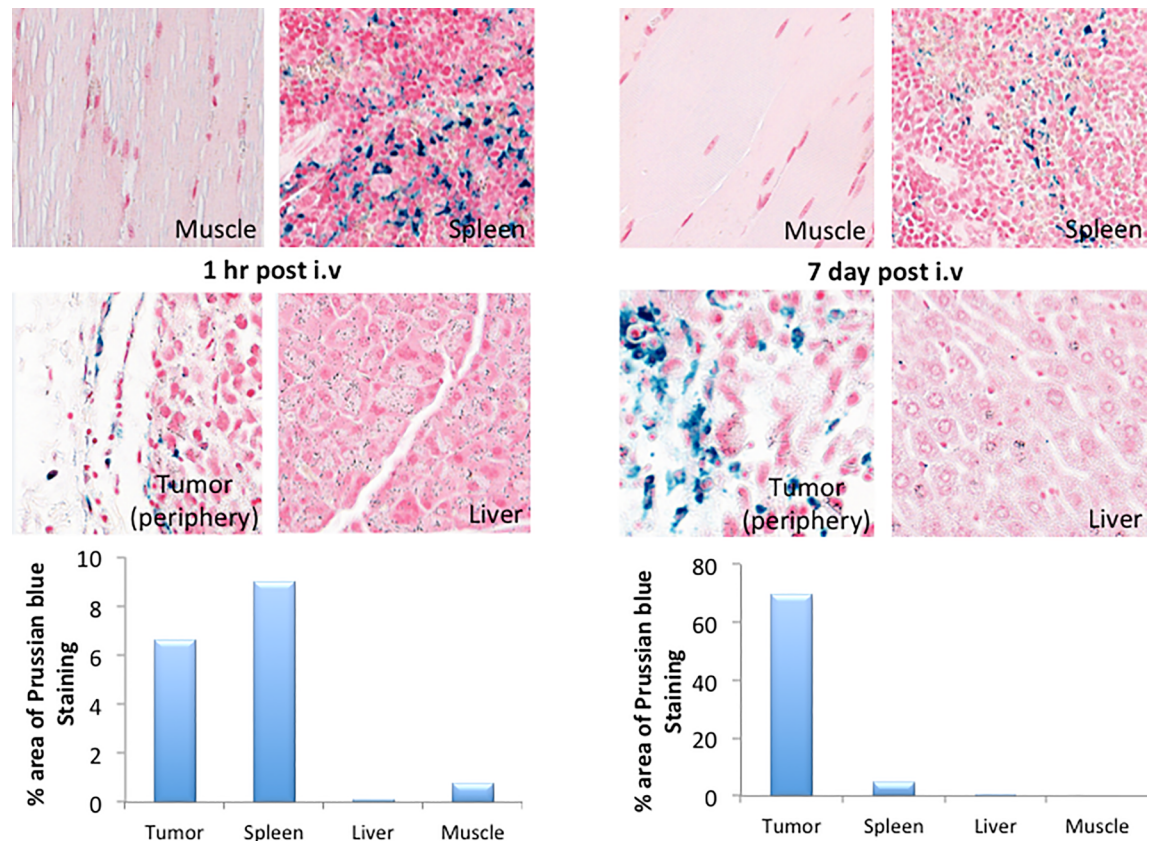 Muscle
Spleen
1 hr post i.v
Tumor
(periphery)
Liver
% area of Prussian blue
Staining
10
8
6
4
2
0
Tumor
Spleen
Liver
Muscle
Muscle
Spleen
7 day post i.v
Tumor
(periphery)
Liver
% area of Prussian blue
Staining
80
60
40
20
0
Tumor
Spleen
Liver
Muscle